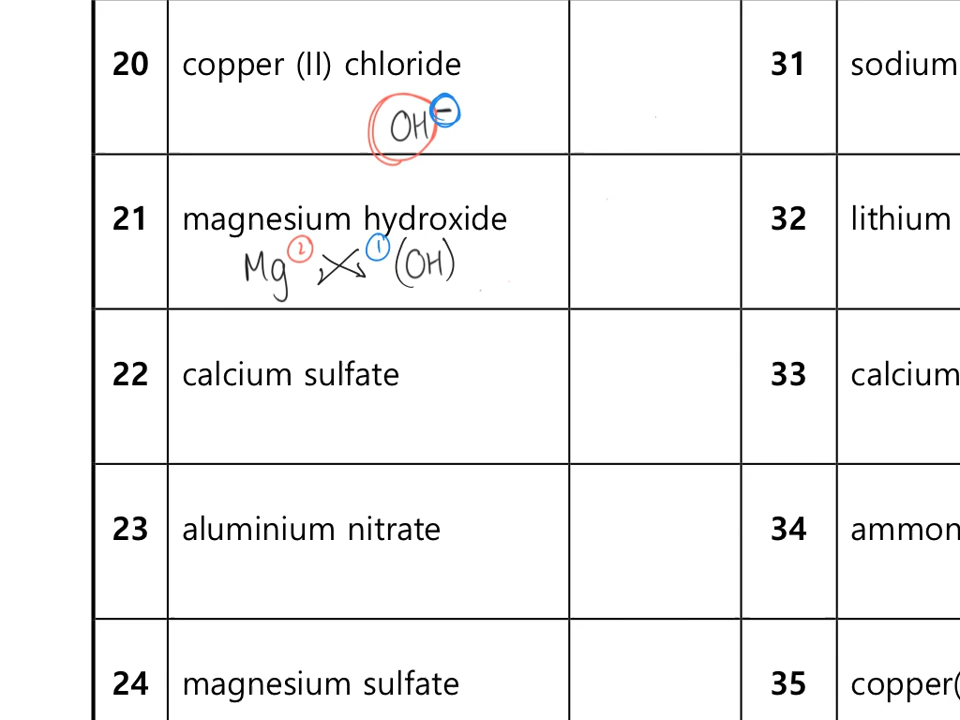 20 copper (II) chloride 31 sodium
OH⁻
21 magnesium hydroxide 32 lithium
Mg ② ① (OH)
22 calcium sulfate 33 calcium
23 aluminium nitrate 34 ammon
24 magnesium sulfate 35 copper(